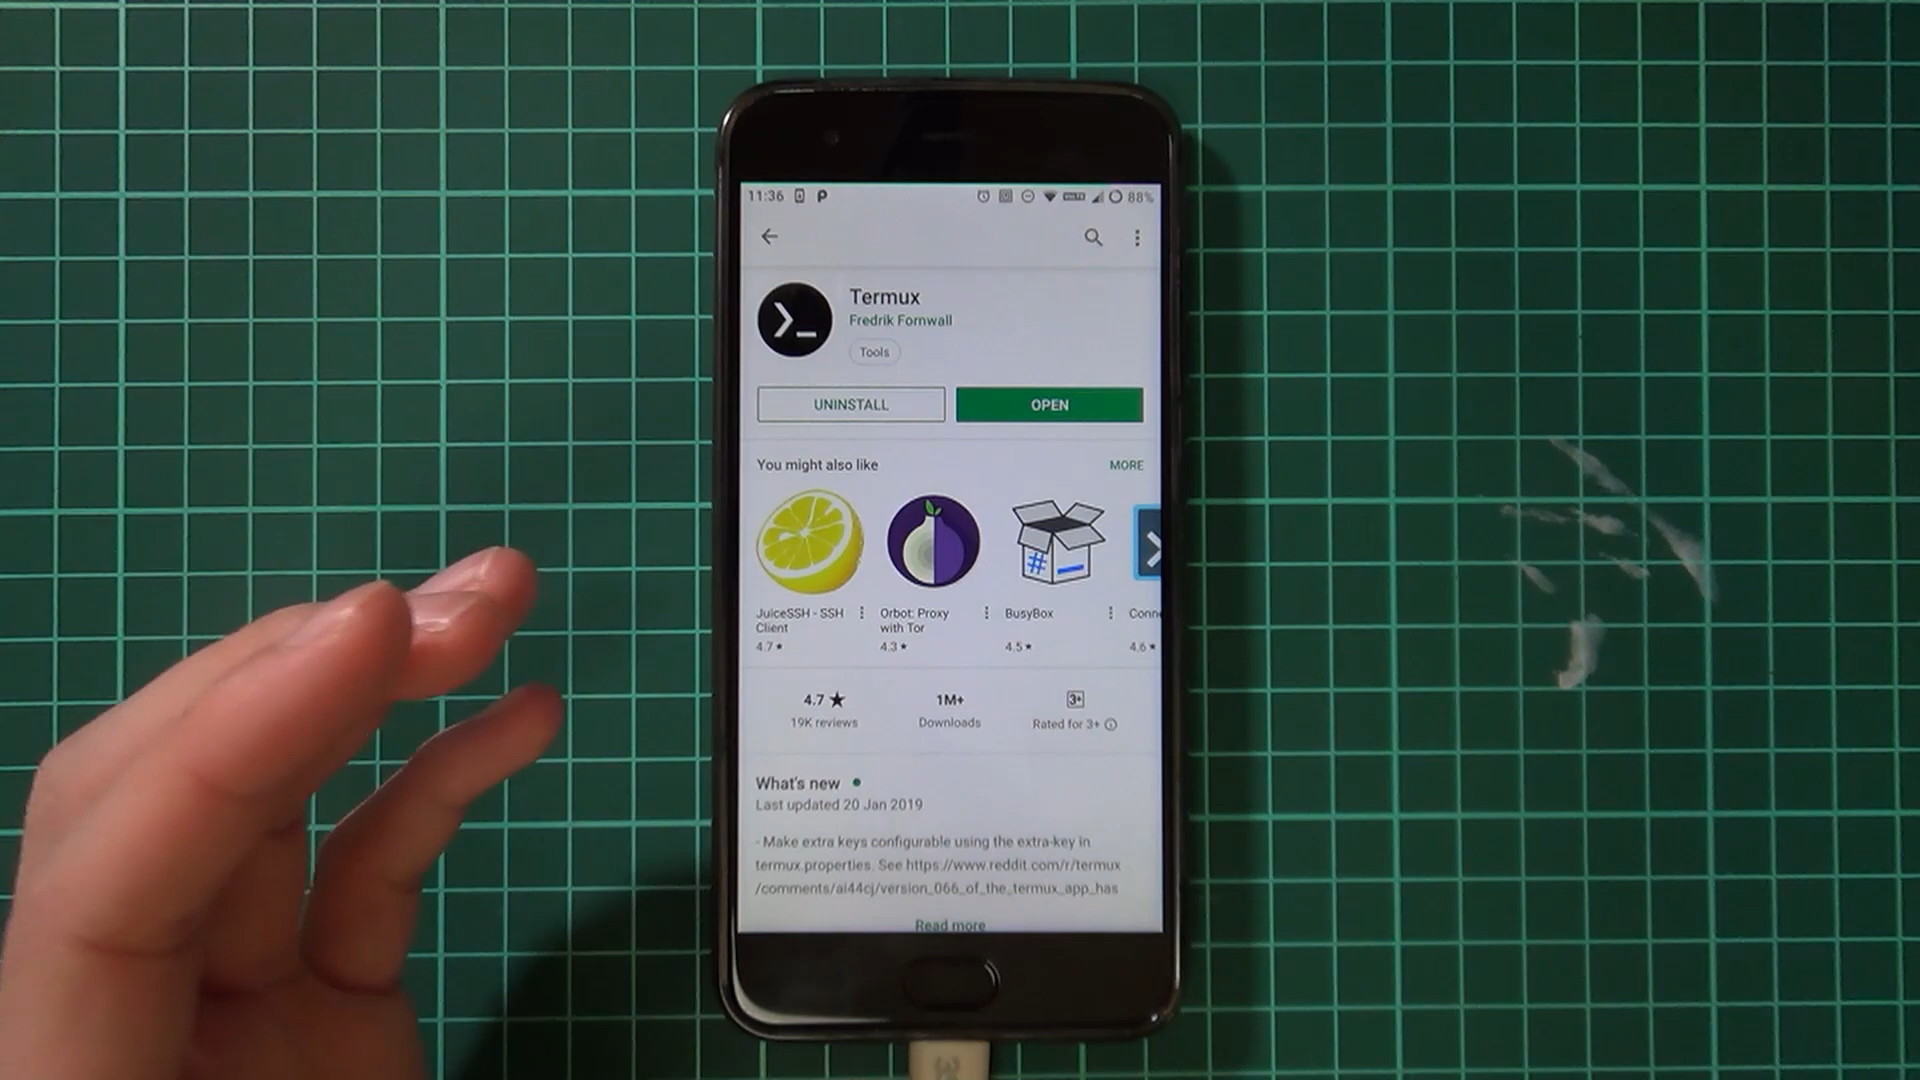 11:36
88%
Termux
Fredrik Fornwall
Tools
UNINSTALL
OPEN
You might also like
MORE
JuiceSSH - SSH Client
4.7★
Orbot: Proxy with Tor
4.3★
BusyBox
4.5★
Conne
4.6★
4.7★
19K reviews
1M+
Downloads
3+
Rated for 3+
What's new
Last updated 20 Jan 2019
- Make extra keys configurable using the extra-key in
termux.properties. See https://www.reddit.com/r/termux
/comments/ai44cj/version_066_of_the_termux_app_has
Read more